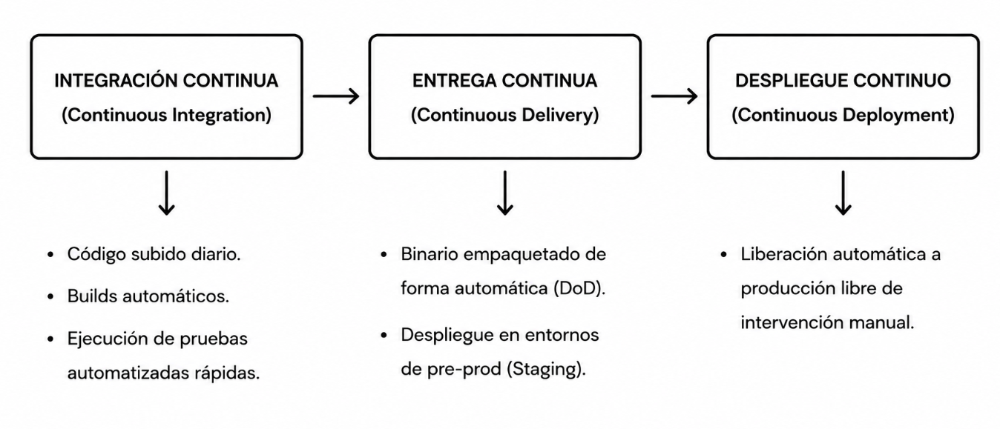 INTEGRACIÓN CONTINUA
(Continuous Integration)
ENTREGA CONTINUA
(Continuous Delivery)
DESPLIEGUE CONTINUO
(Continuous Deployment)
• Código subido diario.
• Builds automáticos.
• Ejecución de pruebas
automatizadas rápidas.
• Binario empaquetado de
forma automática (DoD).
• Despliegue en entornos
de pre-prod (Staging).
• Liberación automática a
producción libre de
intervención manual.